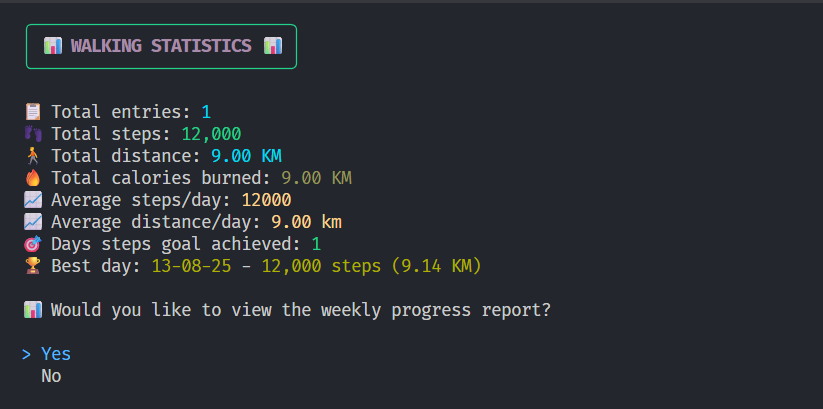 📊 WALKING STATISTICS 📊
📋 Total entries: 1
👣 Total steps: 12,000
🚶 Total distance: 9.00 KM
🔥 Total calories burned: 9.00 KM
📈 Average steps/day: 12000
📈 Average distance/day: 9.00 km
🎯 Days steps goal achieved: 1
🏆 Best day: 13-08-25 - 12,000 steps (9.14 KM)
📊 Would you like to view the weekly progress report?
> Yes
No